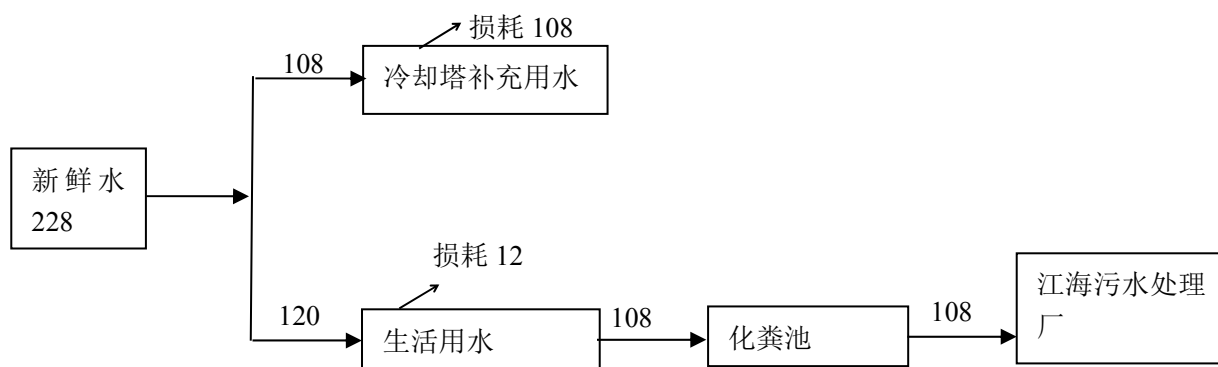 损耗 108
108
冷却塔补充用水
新鲜水
228
损耗 12
120
生活用水
108
化粪池
108
江海污水处理
厂